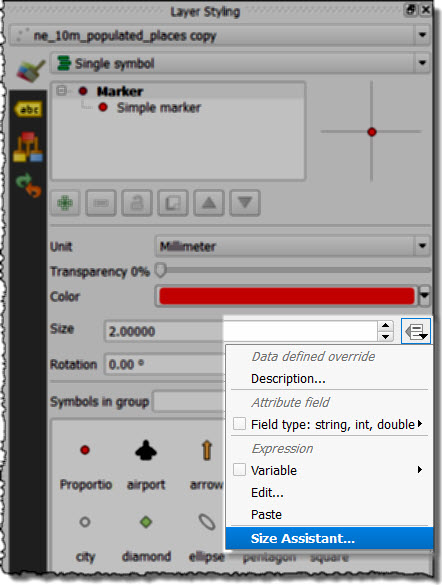 Layer Styling
ne_10m_populated_places copy
Single symbol
Marker
Simple marker
abc
Unit Millimeter
Transparency 0%
Color
Size 2.00000
Data defined override
Rotation 0.00 °
Description...
Attribute field
Symbols in group
Field type: string, int, double
Expression
Variable
Edit...
Proportio airport arrow
Paste
Size Assistant...
city diamond ellipse pentagon square